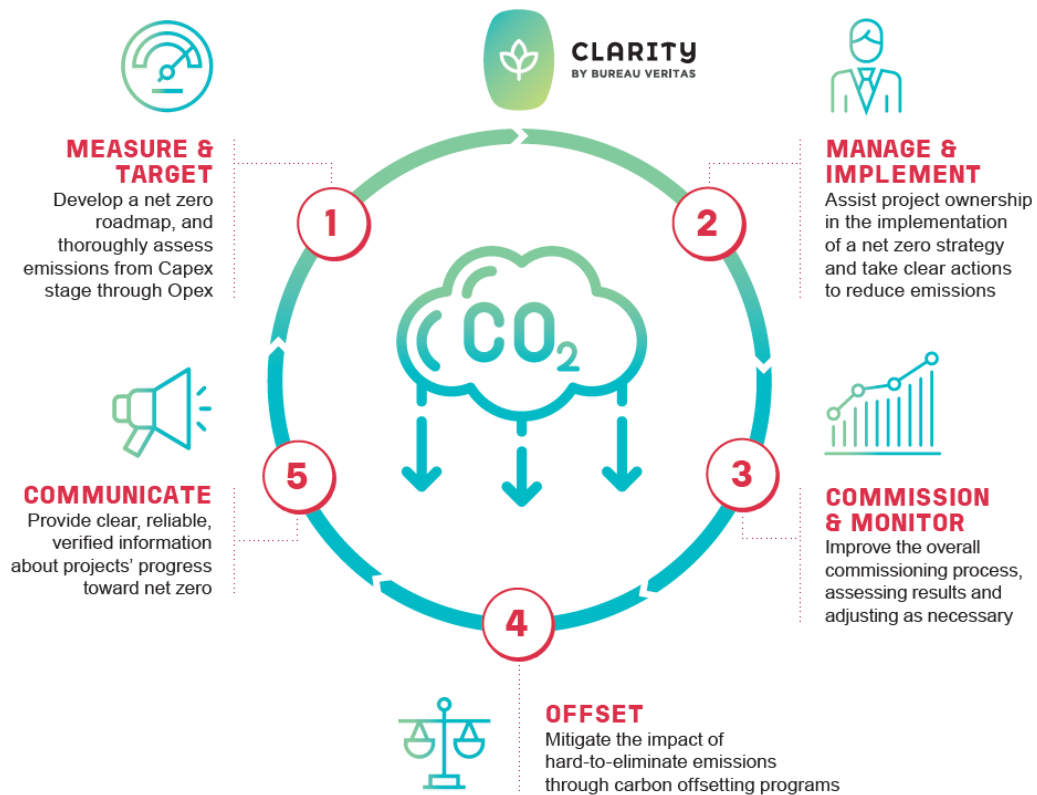 CLARITY
BY BUREAU VERITAS
1
MEASURE &
TARGET
Develop a net zero
roadmap, and
thoroughly assess
emissions from Capex
stage through Opex
2
MANAGE &
IMPLEMENT
Assist project ownership
in the implementation
of a net zero strategy
and take clear actions
to reduce emissions
CO2
3
COMMISSION
& MONITOR
Improve the overall
commissioning process,
assessing results and
adjusting as necessary
4
OFFSET
Mitigate the impact of
hard-to-eliminate emissions
through carbon offsetting programs
5
COMMUNICATE
Provide clear, reliable,
verified information
about projects’ progress
toward net zero